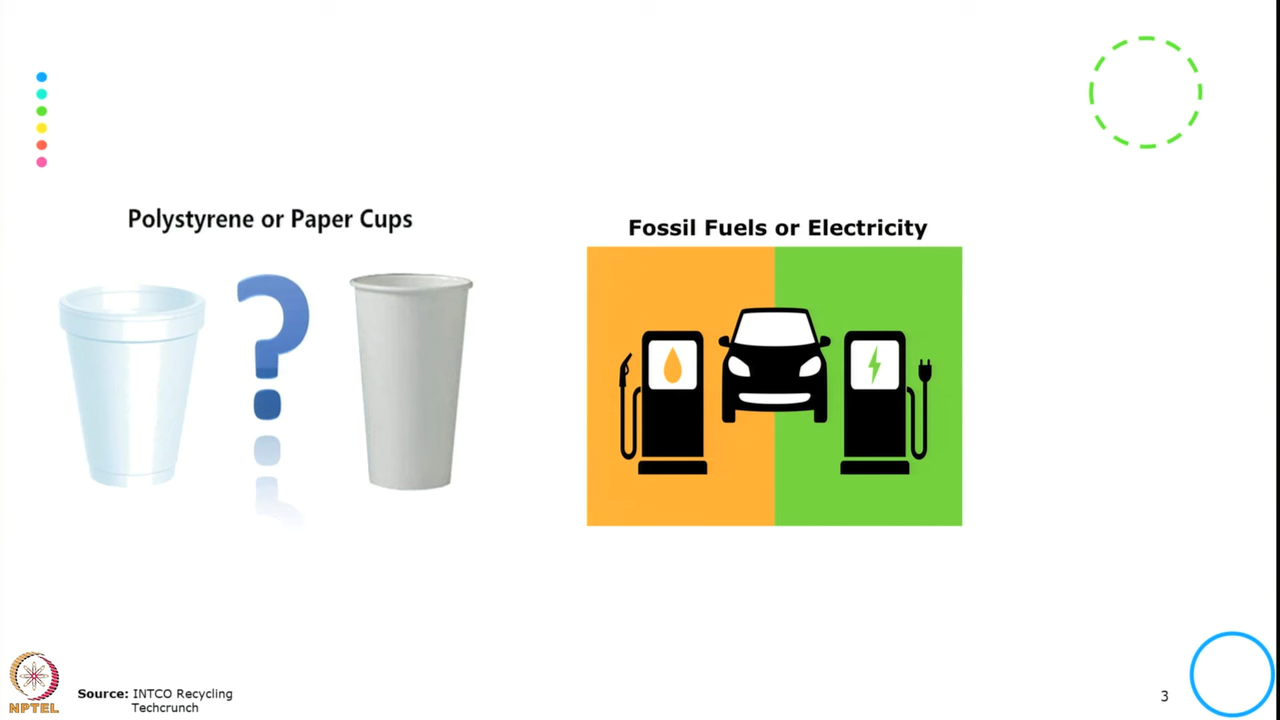 Polystyrene or Paper Cups
?
Fossil Fuels or Electricity
NPTEL
Source: INTCO Recycling
Techcrunch
3